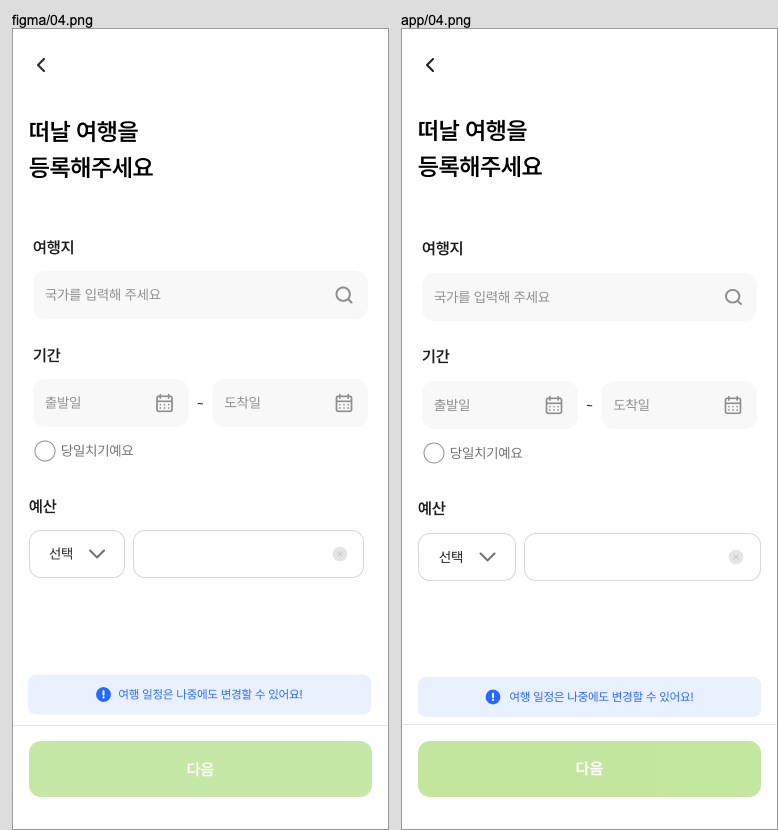 figma/04.png
떠날 여행을
등록해주세요
여행지
국가를 입력해 주세요
기간
출발일 ~ 도착일
당일치기예요
예산
선택
여행 일정은 나중에도 변경할 수 있어요!
다음
app/04.png
떠날 여행을
등록해주세요
여행지
국가를 입력해 주세요
기간
출발일 ~ 도착일
당일치기예요
예산
선택
여행 일정은 나중에도 변경할 수 있어요!
다음